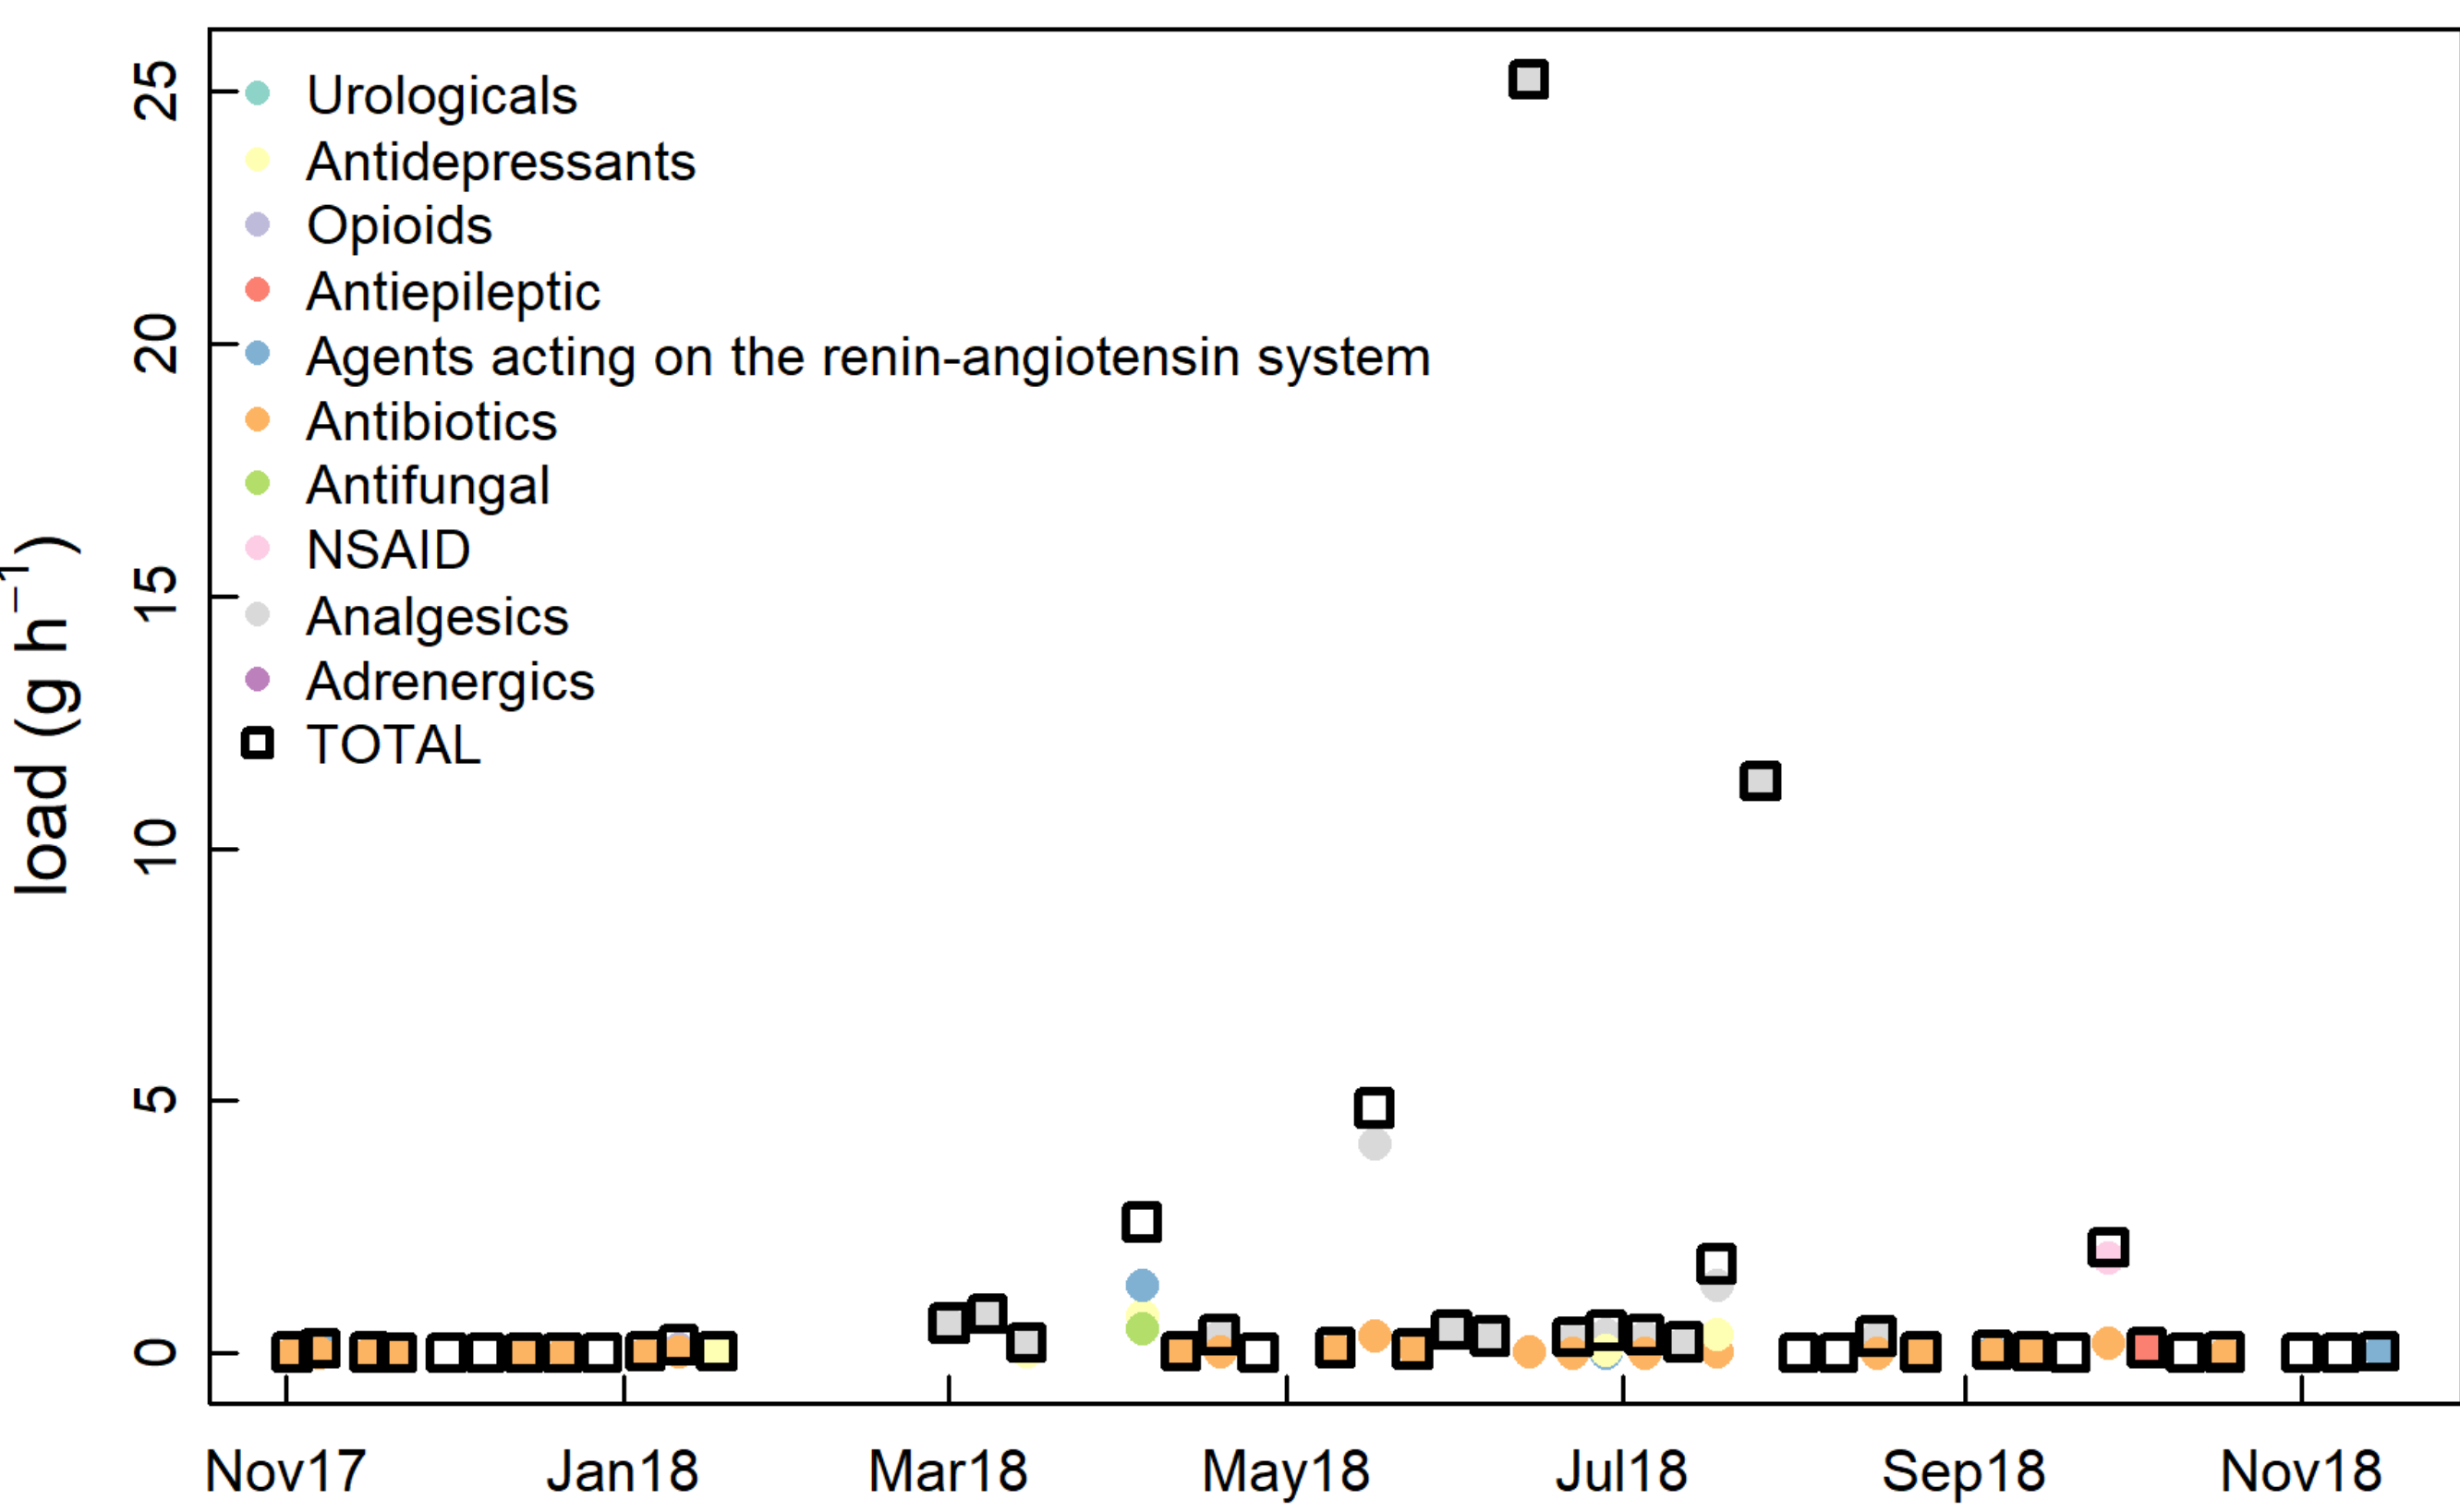 25
20
15
10
5
0
load (g h⁻¹)
Urologicals
Antidepressants
Opioids
Antiepileptic
Agents acting on the renin-angiotensin system
Antibiotics
Antifungal
NSAID
Analgesics
Adrenergics
TOTAL
Nov17 Jan18 Mar18 May18 Jul18 Sep18 Nov18